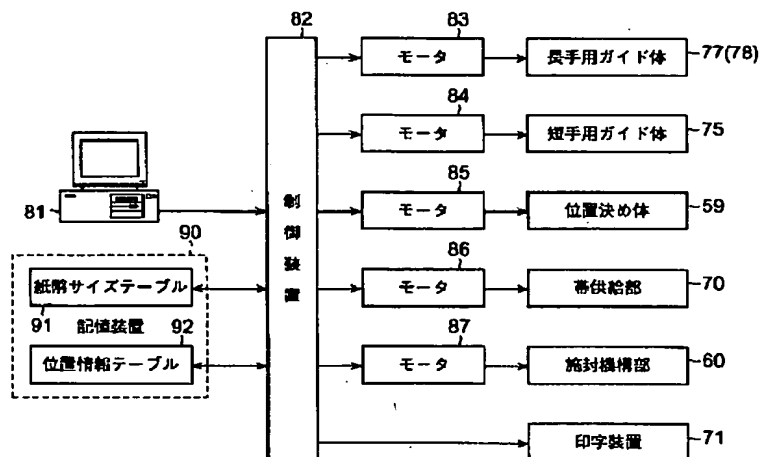 82
83
モータ
長手用ガイド体
77(78)
84
モータ
短手用ガイド体
75
81
制御装置
85
モータ
位置決め体
59
90
86
モータ
帯供給部
70
紙幣サイズテーブル
91
記憶装置
92
位置情報テーブル
87
モータ
施封機構部
60
印字装置
71